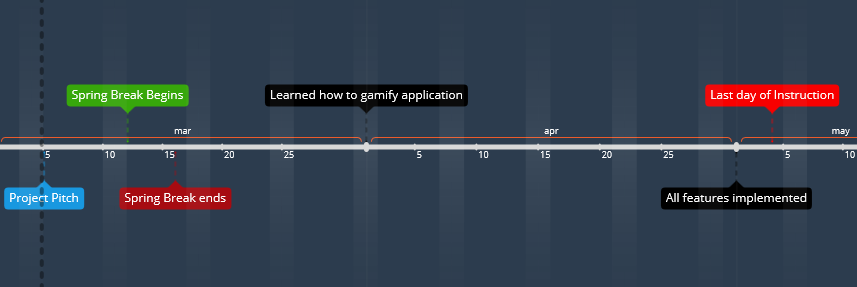 Spring Break Begins
Learned how to gamify application
Last day of Instruction
mar
apr
may
5
10
15
20
25
5
10
15
20
25
5
10
Project Pitch
Spring Break ends
All features implemented